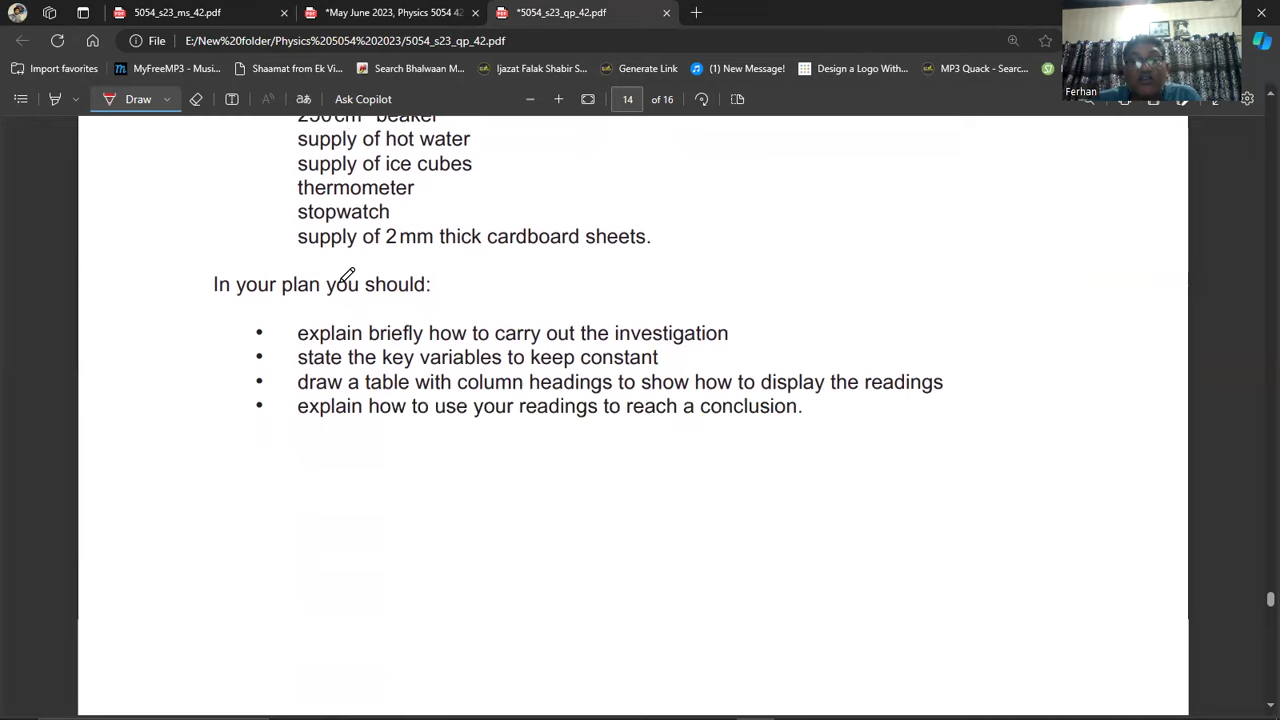 5054_s23_ms_42.pdf
*May June 2023, Physics 5054 42
*5054_s23_qp_42.pdf
File
E:/New%20folder/Physics%205054%202023/5054_s23_qp_42.pdf
Import favorites
MyFreeMP3 - Musi...
Shaamat from Ek Vi...
Search Bhalwaan M...
Ijazat Falak Shabir S...
Generate Link
(1) New Message!
Design a Logo With...
MP3 Quack - Searc...
Ferhan
Draw
aあ
Ask Copilot
14 of 16
250 cm beaker
supply of hot water
supply of ice cubes
thermometer
stopwatch
supply of 2 mm thick cardboard sheets.
In your plan you should:
• explain briefly how to carry out the investigation
• state the key variables to keep constant
• draw a table with column headings to show how to display the readings
• explain how to use your readings to reach a conclusion.